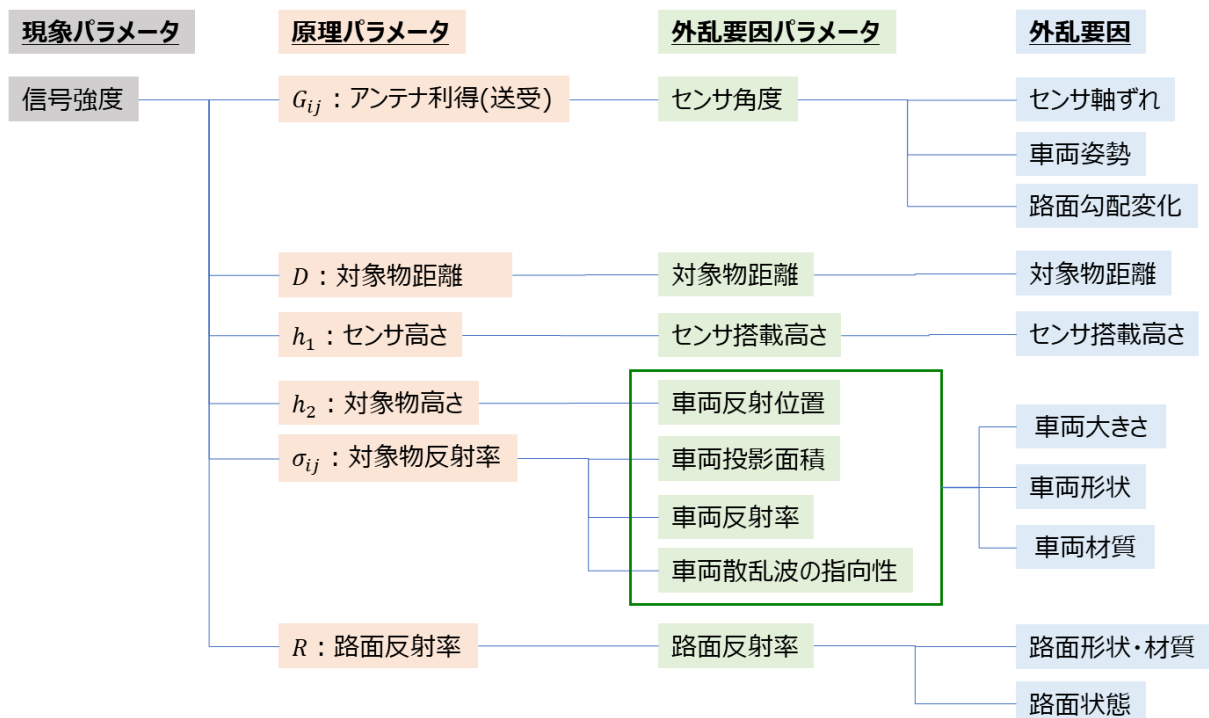 現象パラメータ 原理パラメータ 外乱要因パラメータ 外乱要因
信号強度 G_{ij}：アンテナ利得(送受) センサ角度 センサ軸ずれ
車両姿勢
路面勾配変化
D：対象物距離 対象物距離 対象物距離
h_1：センサ高さ センサ搭載高さ センサ搭載高さ
h_2：対象物高さ 車両反射位置
車両大きさ
σ_{ij}：対象物反射率 車両投影面積
車両形状
車両反射率
車両材質
車両散乱波の指向性
R：路面反射率 路面反射率 路面形状・材質
路面状態